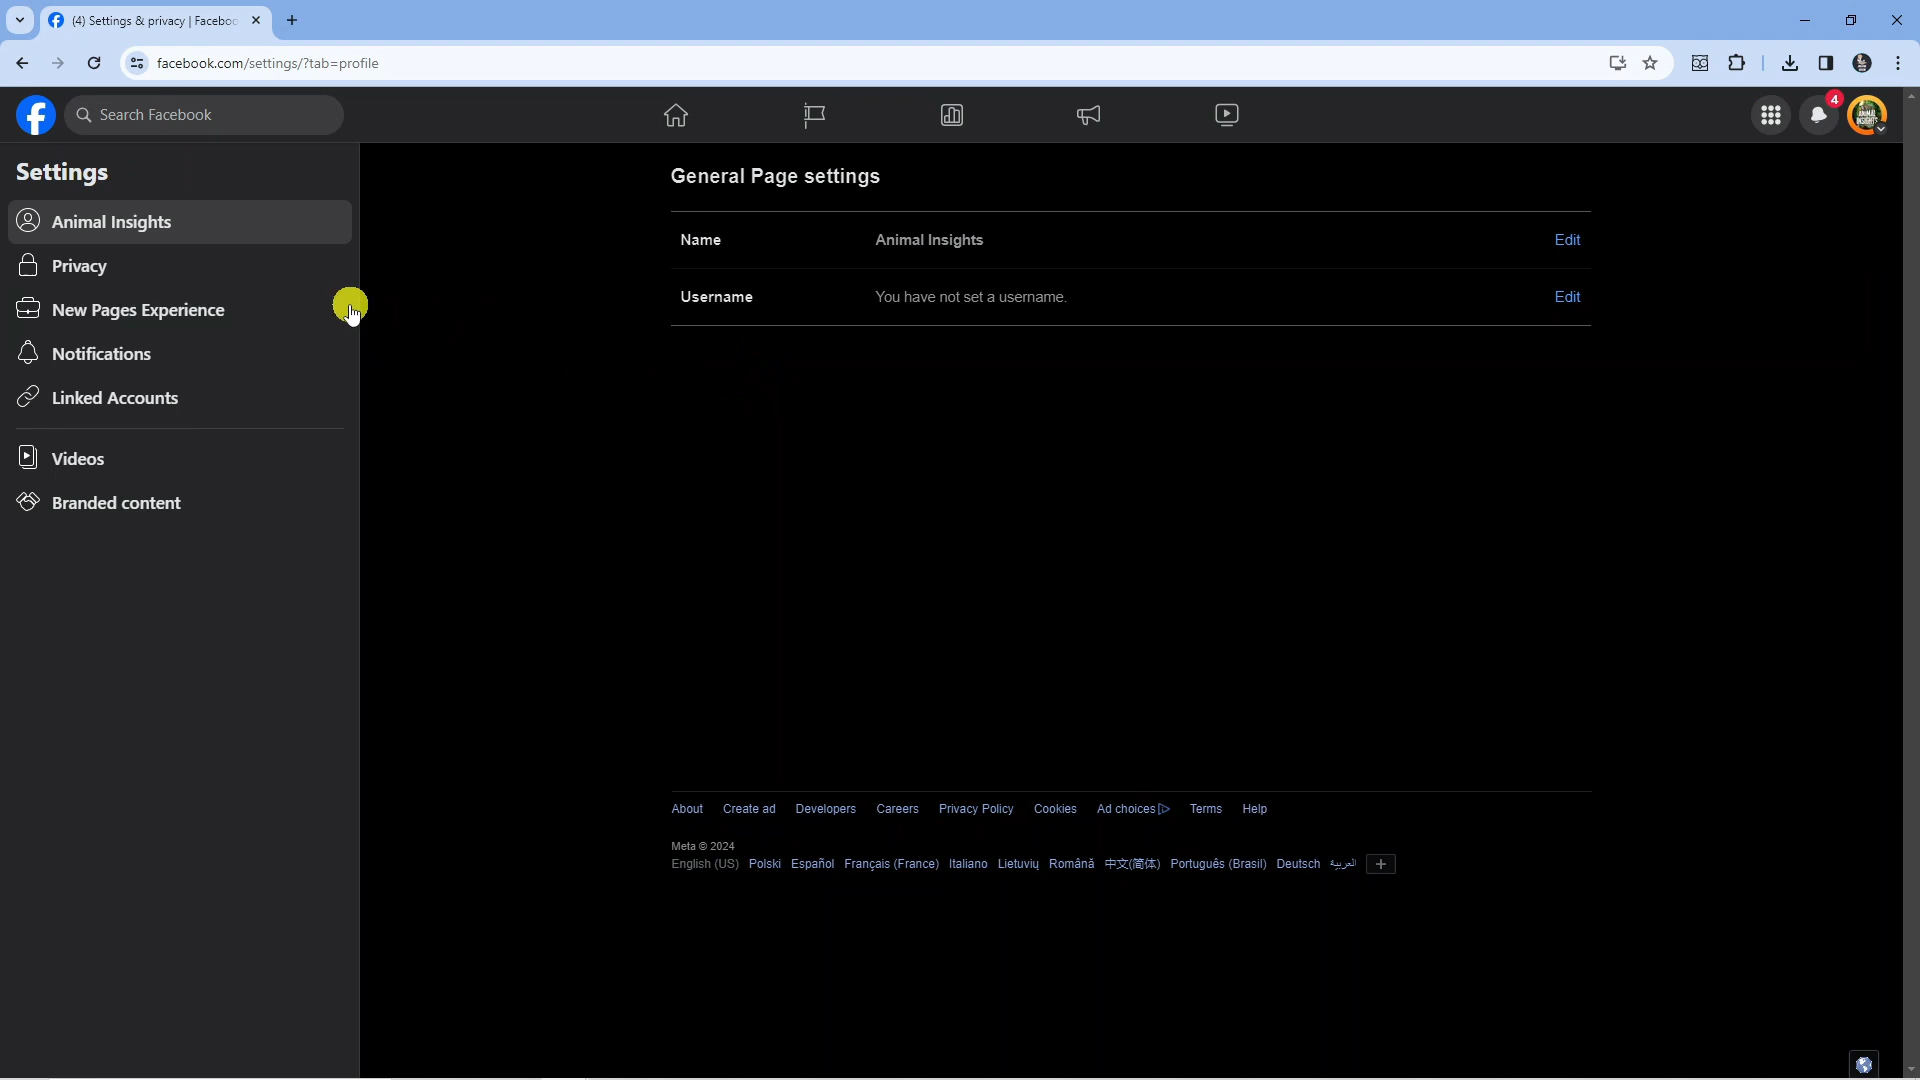 (4) Settings & privacy | Faceboo
facebook.com/settings/?tab=profile
Search Facebook
4
Settings
Animal Insights
Privacy
New Pages Experience
Notifications
Linked Accounts
Videos
Branded content
General Page settings
Name Animal Insights Edit
Username You have not set a username. Edit
About Create ad Developers Careers Privacy Policy Cookies Ad choices Terms Help
Meta © 2024
English (US) Polski Español Français (France) Italiano Lietuvių Română 中文(简体) Português (Brasil) Deutsch العربية +